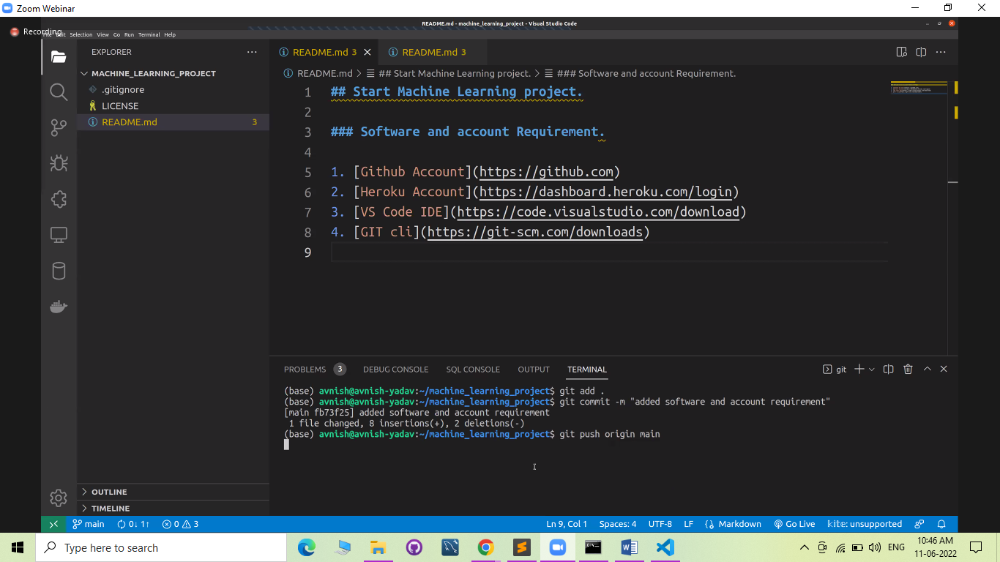 Zoom Webinar
README.md - machine_learning_project - Visual Studio Code
Recording
File Edit Selection View Go Run Terminal Help
EXPLORER
MACHINE_LEARNING_PROJECT
.gitignore
LICENSE
README.md 3
OUTLINE
TIMELINE
README.md 3
README.md 3
README.md > ## Start Machine Learning project. > ### Software and account Requirement.
1 ## Start Machine Learning project.
2
3 ### Software and account Requirement.
4
5 1. [Github Account](https://github.com)
6 2. [Heroku Account](https://dashboard.heroku.com/login)
7 3. [VS Code IDE](https://code.visualstudio.com/download)
8 4. [GIT cli](https://git-scm.com/downloads)
9
PROBLEMS 3 DEBUG CONSOLE SQL CONSOLE OUTPUT TERMINAL git
(base) avnish@avnish-yadav:~/machine_learning_project$ git add .
(base) avnish@avnish-yadav:~/machine_learning_project$ git commit -m "added software and account requirement"
[main fb73f25] added software and account requirement
1 file changed, 8 insertions(+), 2 deletions(-)
(base) avnish@avnish-yadav:~/machine_learning_project$ git push origin main
main 0↓ 1↑ 0 3 Ln 9, Col 1 Spaces: 4 UTF-8 LF Markdown Go Live kite: unsupported
Type here to search
ENG
10:46 AM
11-06-2022